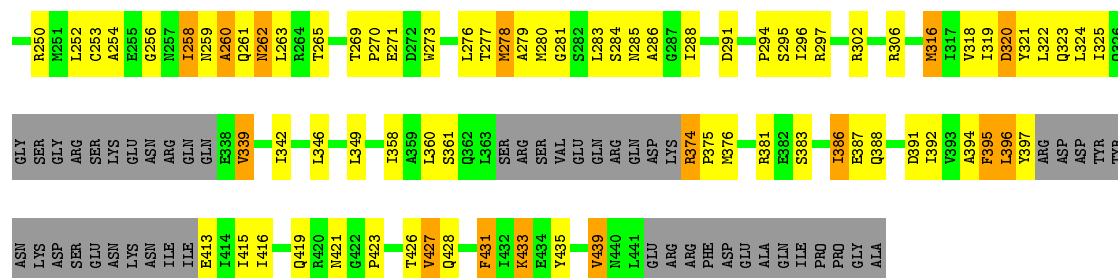 R250 M251 L252 C253 A254 E255 G256 N257 I258 N259 A260 Q261 N262 L263 R264 T265 T269 P270 E271 D272 W273 L276 T277 M278 A279 M280 G281 S282 L283 S284 N285 A286 G287 I288 D291 P294 S295 I296 R297 R302 R306 M316 I317 V318 I319 D320 Y321 L322 Q323 L324 I325
GLY SER GLY ARG SER LYS GLU ASN ARG GLN GLN E338 V339 I342 L346 L349 I358 A359 L360 S361 Q362 L363 SER ARG SER VAL GLU GLN ARG GLN ASP LYS R374 P375 M376 R381 E382 S383 I386 E387 Q388 D391 I392 V393 A394 F395 L396 Y397 ARG ASP ASP TYR TYR
ASN LYS ASP SER GLU ASN LYS ASN ILE ILE E413 I414 I415 I416 Q419 R420 N421 G422 P423 T426 V427 Q428 F431 I432 K433 E434 Y435 V439 N440 L441 GLU ARG ARG PHE ASP GLU ALA GLN ILE PRO PRO GLY ALA